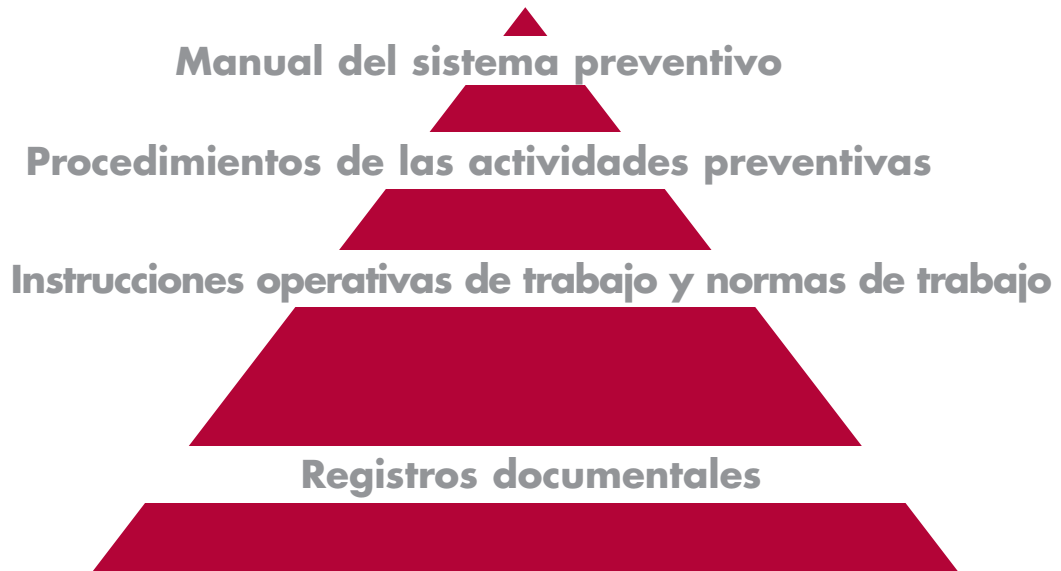 Manual del sistema preventivo
Procedimientos de las actividades preventivas
Instrucciones operativas de trabajo y normas de trabajo
Registros documentales